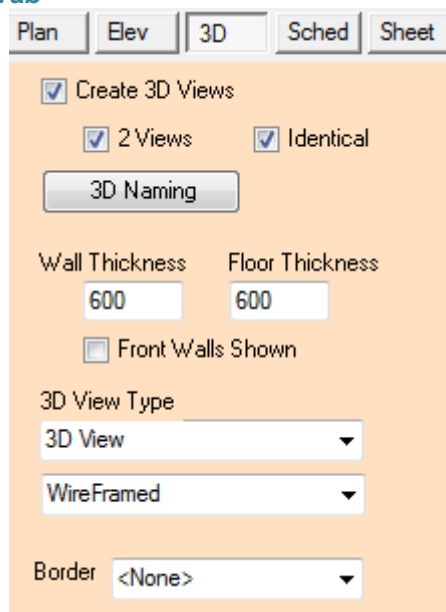 Tab
Plan Elev 3D Sched Sheet
Create 3D Views
2 Views Identical
3D Naming
Wall Thickness Floor Thickness
600 600
Front Walls Shown
3D View Type
3D View
WireFramed
Border <None>